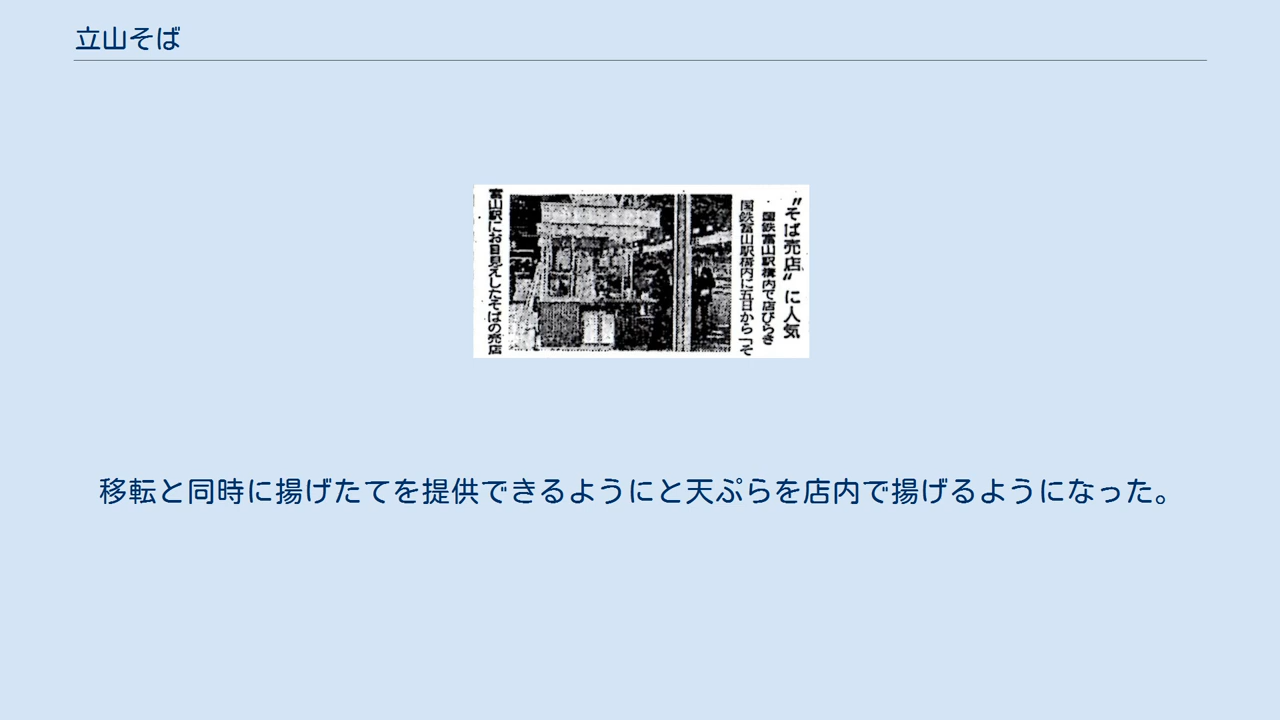 立山そば
〃そば売店〃に人気
国鉄富山駅構内で店びらき
国鉄富山駅構内に五日から「そ
富山駅にお目見えしたそばの売店
移転と同時に揚げたてを提供できるようにと天ぷらを店内で揚げるようになった。